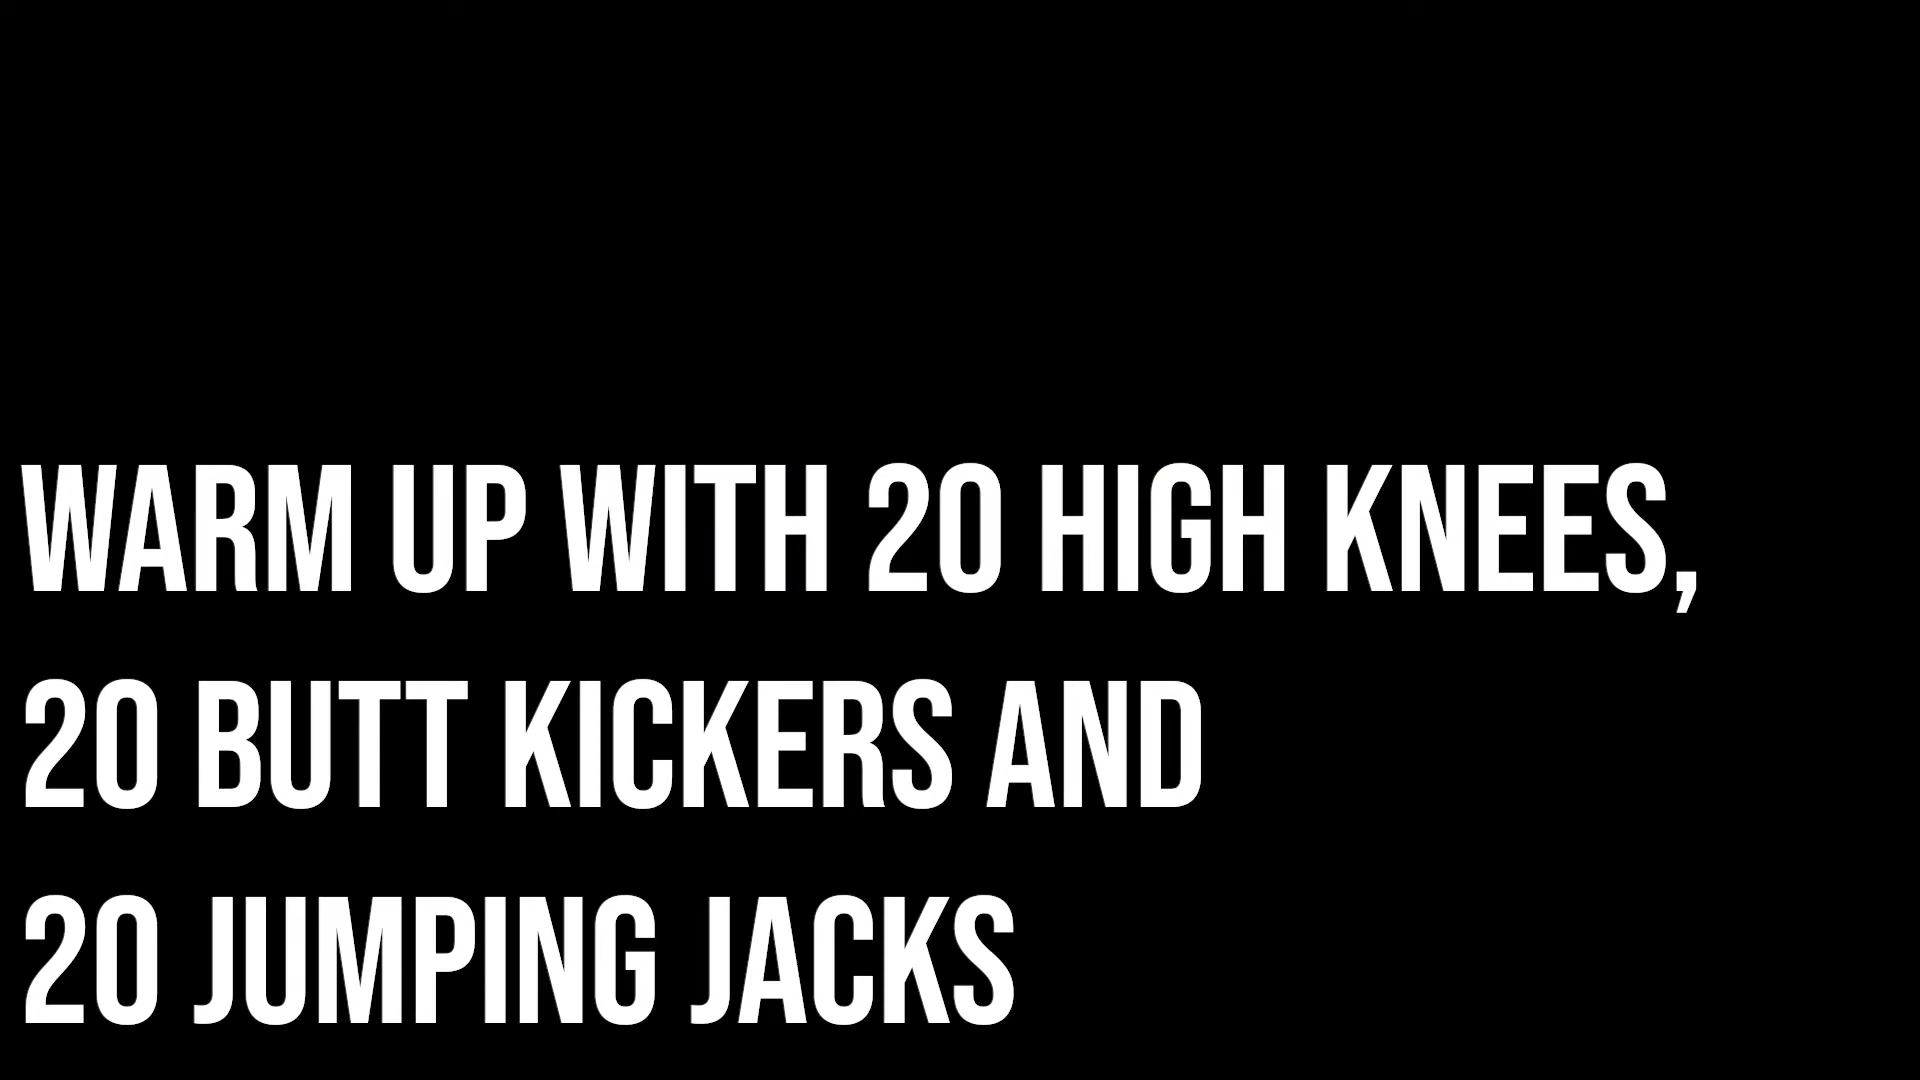 WARM UP WITH 20 HIGH KNEES,
20 BUTT KICKERS AND
20 JUMPING JACKS